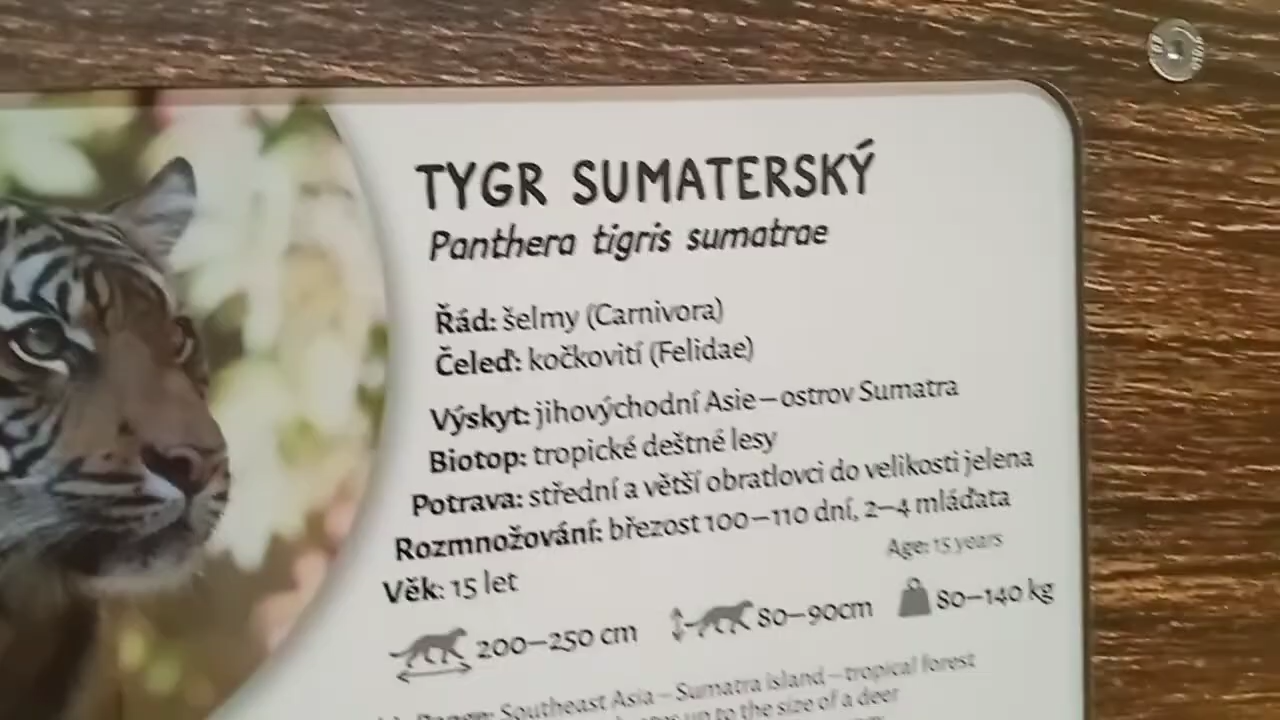 TYGR SUMATERSKÝ
Panthera tigris sumatrae
Řád: šelmy (Carnivora)
Čeleď: kočkovití (Felidae)
Výskyt: jihovýchodní Asie – ostrov Sumatra
Biotop: tropické deštné lesy
Potrava: střední a větší obratlovci do velikosti jelena
Rozmnožování: březost 100–110 dní, 2–4 mláďata
Age: 15 years
Věk: 15 let
200–250 cm 80–90cm 80–140 kg
Range: Southeast Asia – Sumatra island – tropical forest
up to the size of a deer